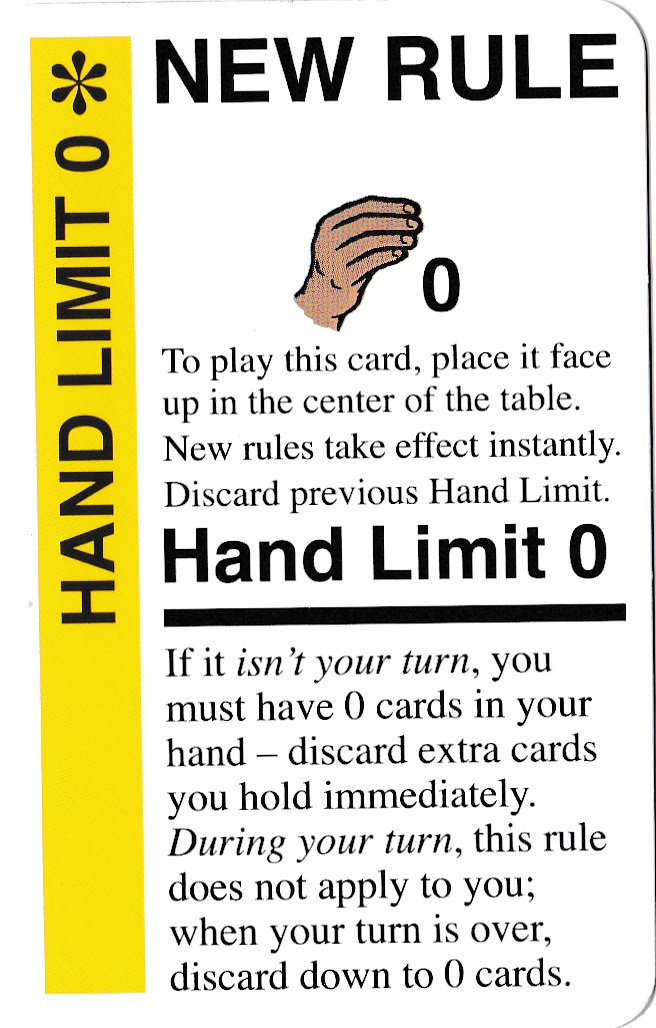 HAND LIMIT 0 *
NEW RULE
0
To play this card, place it face
up in the center of the table.
New rules take effect instantly.
Discard previous Hand Limit.
Hand Limit 0
If it isn’t your turn, you
must have 0 cards in your
hand – discard extra cards
you hold immediately.
During your turn, this rule
does not apply to you;
when your turn is over,
discard down to 0 cards.